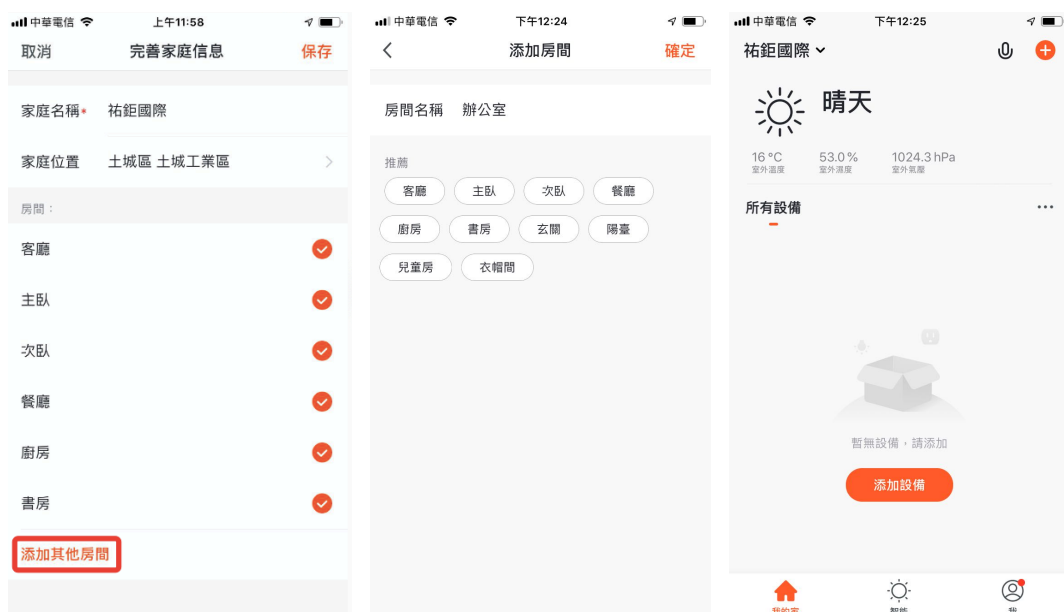 中華電信
上午11:58
取消
完善家庭信息
保存
家庭名稱*
祐鉅國際
家庭位置
土城區 土城工業區
房間：
客廳
主臥
次臥
餐廳
廚房
書房
添加其他房間
中華電信
下午12:24
添加房間
確定
房間名稱
辦公室
推薦
客廳
主臥
次臥
餐廳
廚房
書房
玄關
陽臺
兒童房
衣帽間
中華電信
下午12:25
祐鉅國際
晴天
16 °C
53.0 %
1024.3 hPa
室外溫度
室外濕度
室外氣壓
所有設備
暫無設備，請添加
添加設備
我的家
智能
我